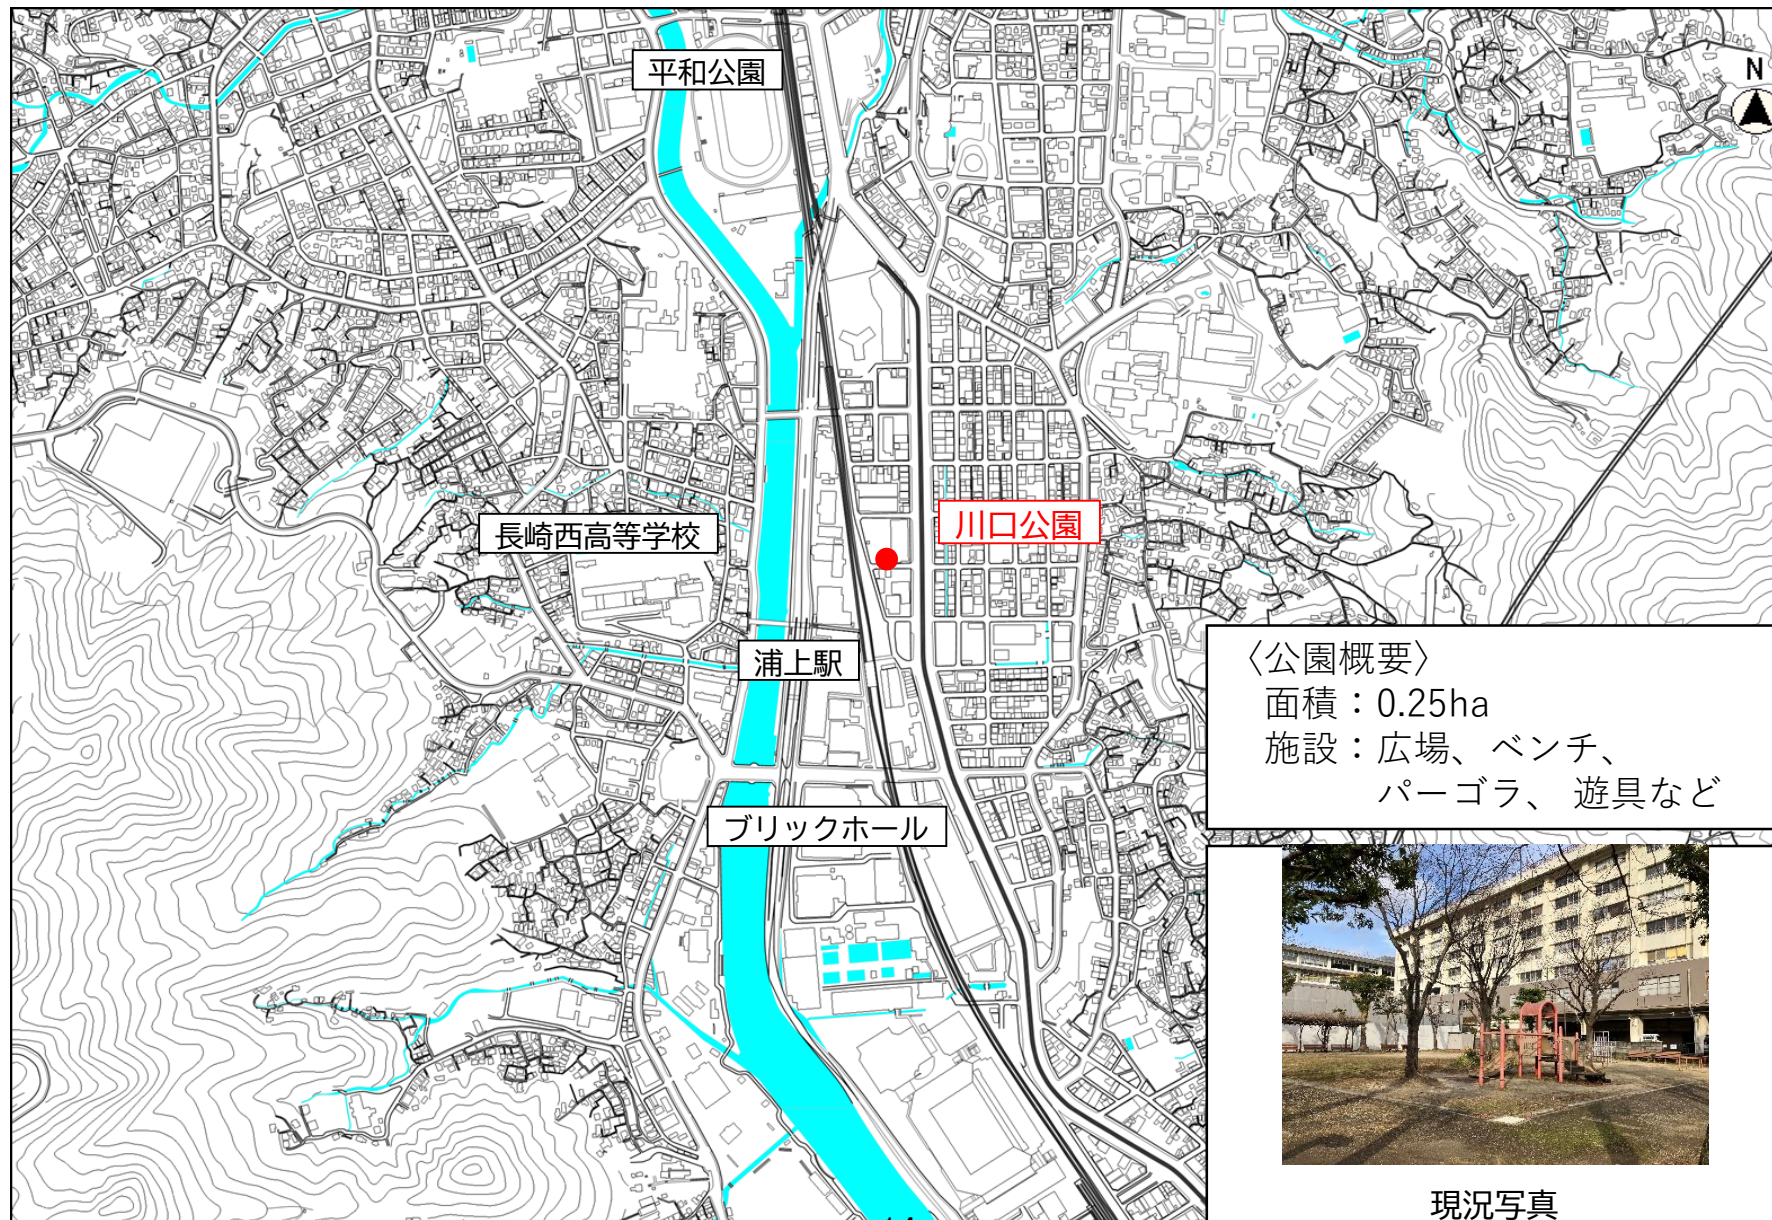 平和公園
N
川口公園
長崎西高等学校
浦上駅
〈公園概要〉
面積：0.25ha
施設：広場、ベンチ、
パーゴラ、 遊具など
ブリックホール
現況写真